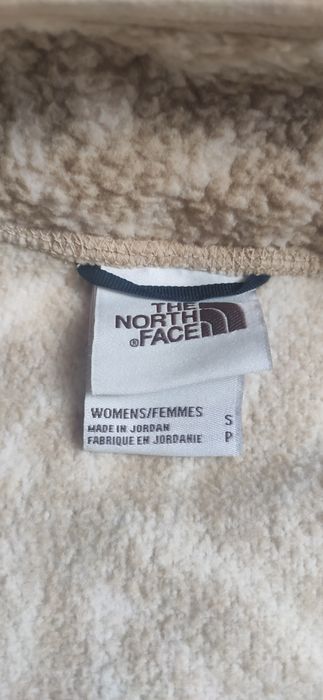 THE
NORTH
®FACE
WOMENS/FEMMES S
MADE IN JORDAN
FABRIQUE EN JORDANIE P